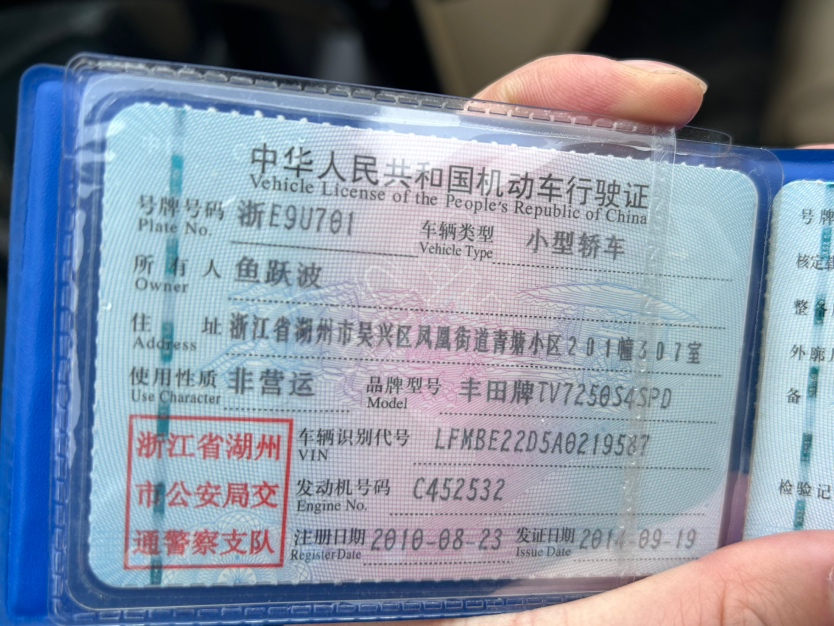 中华人民共和国机动车行驶证
Vehicle License of the People's Republic of China
号牌号码 浙E9U701 车辆类型 小型轿车
Plate No. Vehicle Type
所有人 鱼跃波
Owner
住址 浙江省湖州市吴兴区凤凰街道青塘小区201幢307室
Address
使用性质 非营运 品牌型号 丰田牌TV7250S4SPD
Use Character Model
浙江省湖州 车辆识别代号 LFMBE22D5A0219587
VIN
市公安局交 发动机号码 C452532
Engine No.
通警察支队 注册日期 2010-08-23 发证日期 2014-09-19
Register Date Issue Date
号牌
核定载
整备
外廓
备
检验记